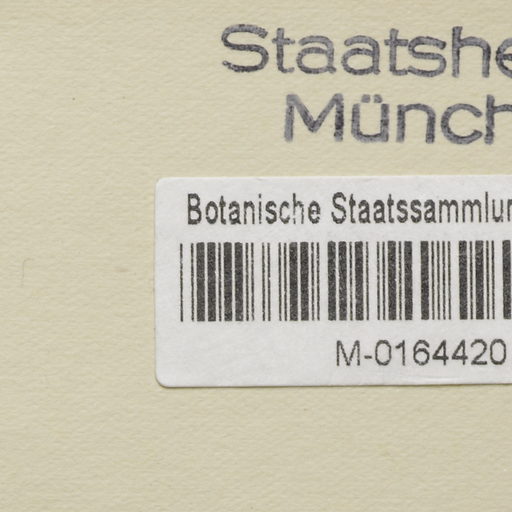 Staatshe
Münch
Botanische Staatssammlun
M-0164420